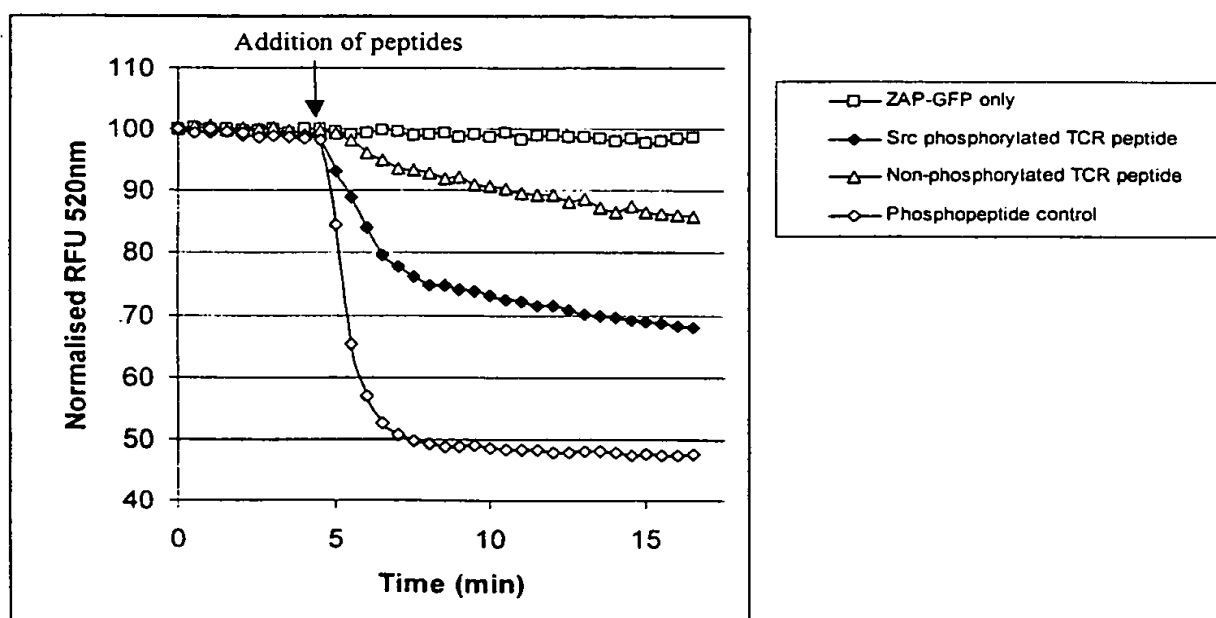 Addition of peptides
110
100
90
80
70
60
50
40
Normalised RFU 520nm
0 5 10 15
Time (min)
ZAP-GFP only
Src phosphorylated TCR peptide
Non-phosphorylated TCR peptide
Phosphopeptide control